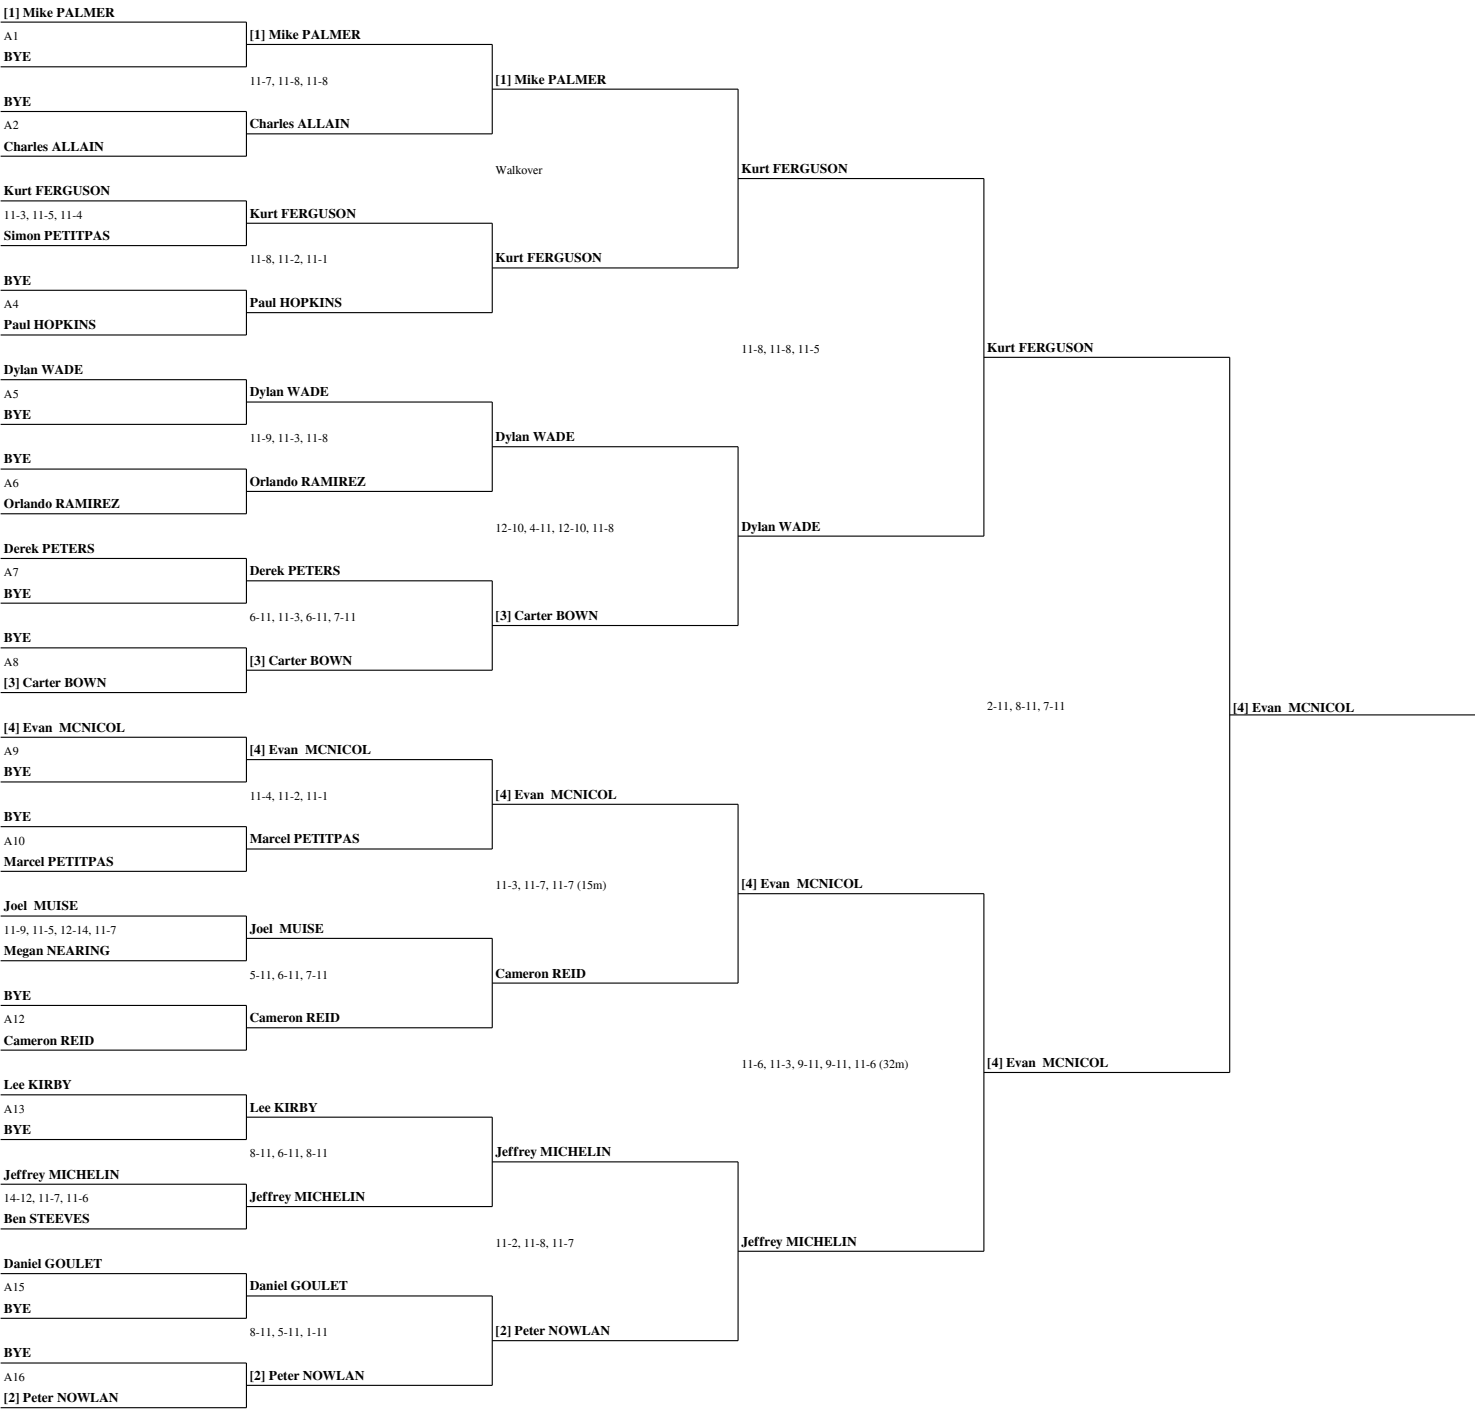 [1] Mike PALMER
A1
BYE
BYE
A2
Charles ALLAIN
Kurt FERGUSON
11-3, 11-5, 11-4
Simon PETITPAS
BYE
A4
Paul HOPKINS
Dylan WADE
A5
BYE
BYE
A6
Orlando RAMIREZ
Derek PETERS
A7
BYE
BYE
A8
[3] Carter BOWN
[4] Evan MCNICOL
A9
BYE
BYE
A10
Marcel PETITPAS
Joel MUISE
11-9, 11-5, 12-14, 11-7
Megan NEARING
BYE
A12
Cameron REID
Lee KIRBY
A13
BYE
Jeffrey MICHELIN
14-12, 11-7, 11-6
Ben STEEVES
Daniel GOULET
A15
BYE
BYE
A16
[2] Peter NOWLAN
[1] Mike PALMER
11-7, 11-8, 11-8
Charles ALLAIN
Kurt FERGUSON
11-8, 11-2, 11-1
Paul HOPKINS
Dylan WADE
11-9, 11-3, 11-8
Orlando RAMIREZ
Derek PETERS
6-11, 11-3, 6-11, 7-11
[3] Carter BOWN
[4] Evan MCNICOL
11-4, 11-2, 11-1
Marcel PETITPAS
Joel MUISE
5-11, 6-11, 7-11
Cameron REID
Lee KIRBY
8-11, 6-11, 8-11
Jeffrey MICHELIN
Daniel GOULET
8-11, 5-11, 1-11
[2] Peter NOWLAN
[1] Mike PALMER
Walkover
Kurt FERGUSON
Dylan WADE
12-10, 4-11, 12-10, 11-8
[3] Carter BOWN
[4] Evan MCNICOL
11-3, 11-7, 11-7 (15m)
Cameron REID
Jeffrey MICHELIN
11-2, 11-8, 11-7
[2] Peter NOWLAN
Kurt FERGUSON
11-8, 11-8, 11-5
Dylan WADE
[4] Evan MCNICOL
11-6, 11-3, 9-11, 9-11, 11-6 (32m)
Jeffrey MICHELIN
Kurt FERGUSON
2-11, 8-11, 7-11
[4] Evan MCNICOL
[4] Evan MCNICOL